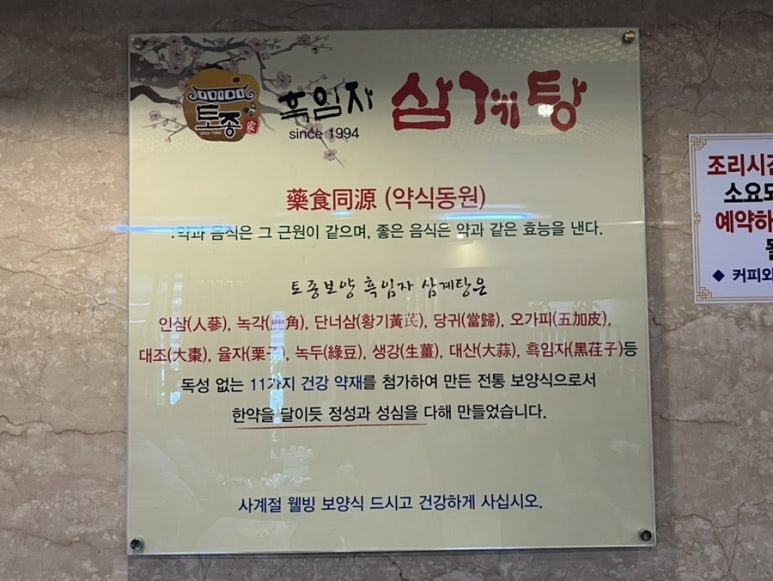 토종
since 1994
흑임자 삼계탕
since 1994
藥食同源 (약식동원)
: 약과 음식은 그 근원이 같으며, 좋은 음식은 약과 같은 효능을 낸다.
토종보양 흑임자 삼계탕은
인삼(人蔘), 녹각(鹿角), 단너삼(황기黃芪), 당귀(當歸), 오가피(五加皮),
대조(大棗), 율자(栗子), 녹두(綠豆), 생강(生薑), 대산(大蒜), 흑임자(黑荏子)등
독성 없는 11가지 건강 약재를 첨가하여 만든 전통 보양식으로서
한약을 달이듯 정성과 성심을 다해 만들었습니다.
사계절 웰빙 보양식 드시고 건강하게 사십시오.
조리시간
소요되
예약하
◆ 커피와